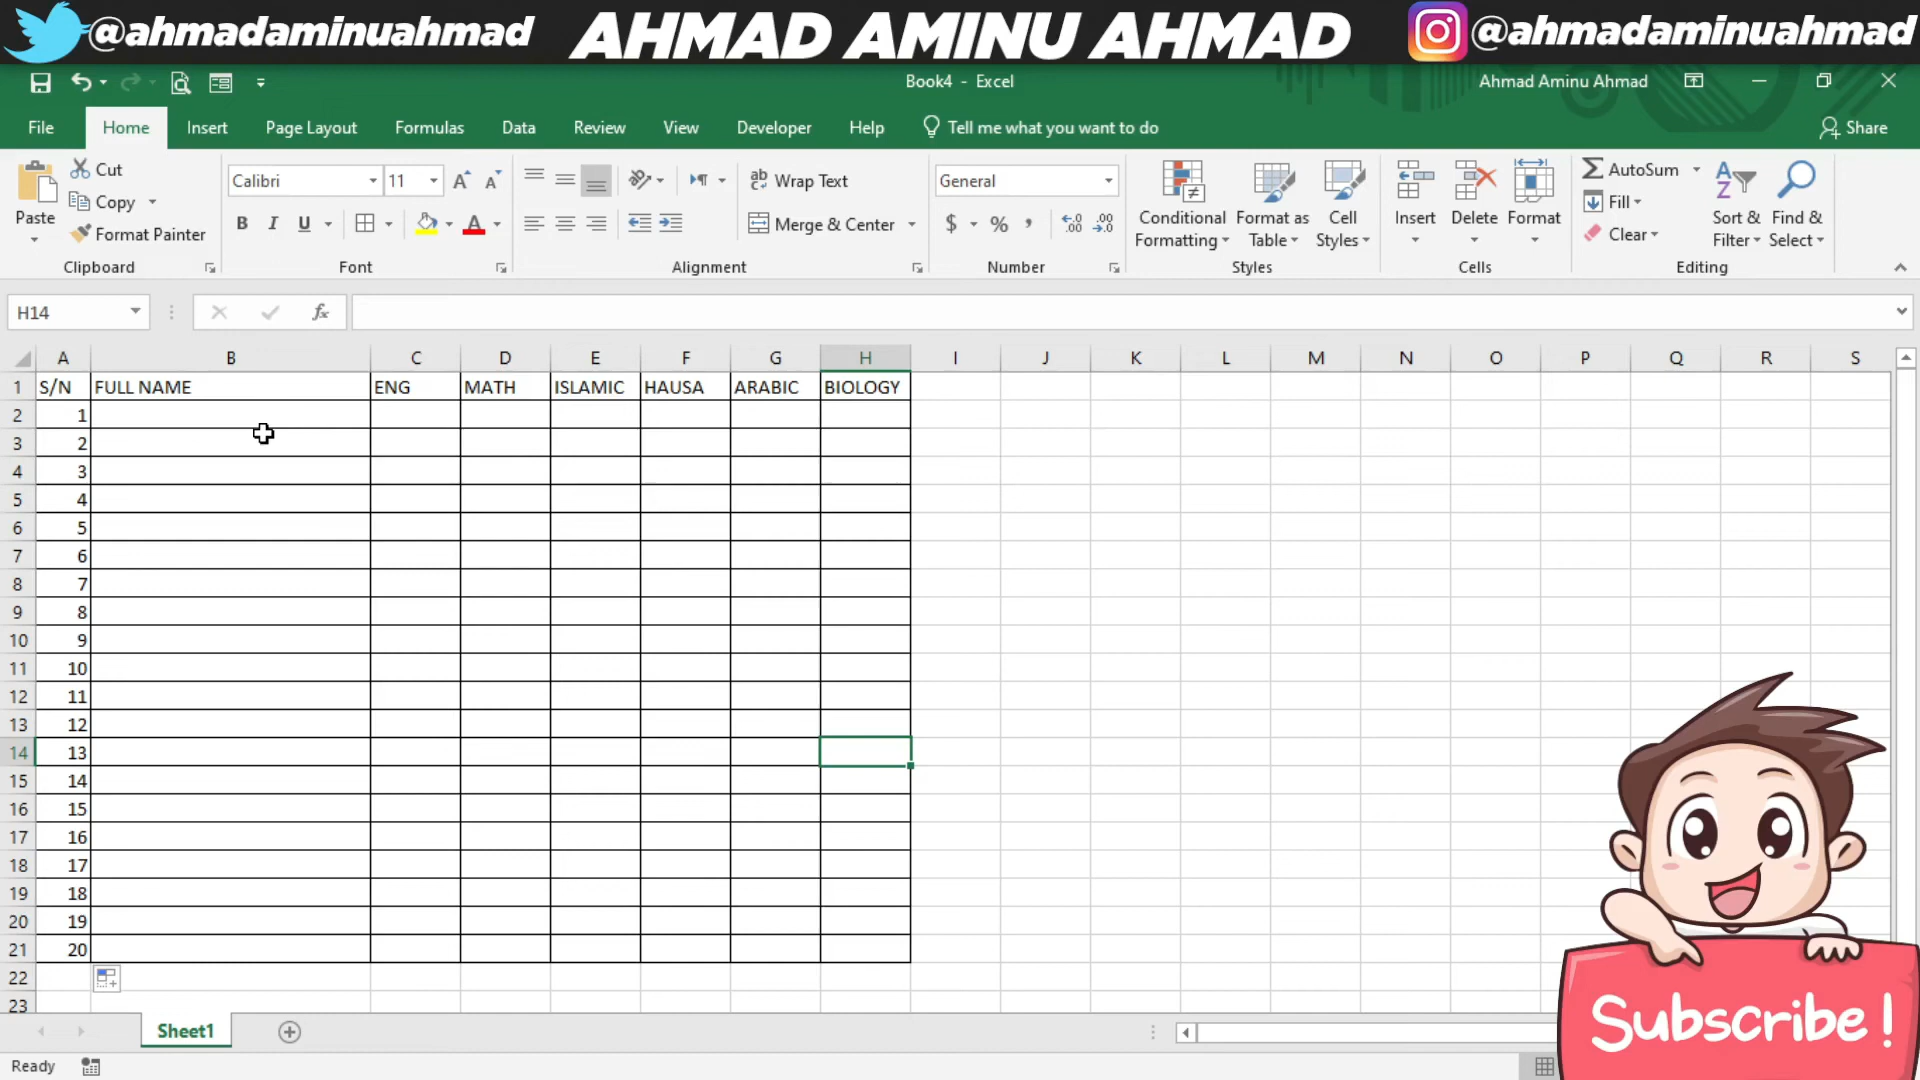 @ahmadaminuahmad AHMAD AMINU AHMAD @ahmadaminuahmad
Book4 - Excel Ahmad Aminu Ahmad
File Home Insert Page Layout Formulas Data Review View Developer Help Tell me what you want to do Share
Cut
Copy
Format Painter
Paste
Clipboard
Calibri 11
B I U
Font
Wrap Text
Merge & Center
Alignment
General
$ % ,
Number
Conditional Formatting
Format as Table
Cell Styles
Styles
Insert Delete Format
Cells
AutoSum
Fill
Clear
Sort & Filter
Find & Select
Editing
H14 fx
A B C D E F G H I J K L M N O P Q R S
1 S/N FULL NAME ENG MATH ISLAMIC HAUSA ARABIC BIOLOGY
2 1
3 2
4 3
5 4
6 5
7 6
8 7
9 8
10 9
11 10
12 11
13 12
14 13
15 14
16 15
17 16
18 17
19 18
20 19
21 20
22
23
Sheet1
Ready
Subscribe!